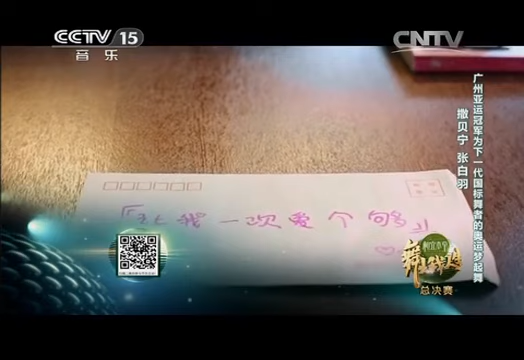 CCTV 15
音乐
CNTV
广州亚运冠军为下一代国标舞者的奥运梦起舞
撒贝宁 张白羽
『让我一次爱个够』
总决赛